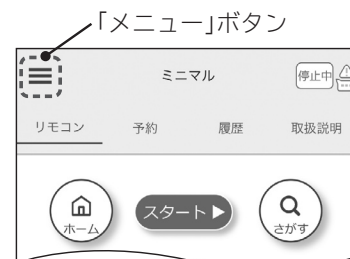 「メニュー」ボタン
ミニマル 停止中
リモコン 予約 履歴 取扱説明
ホーム スタート▶ さがす